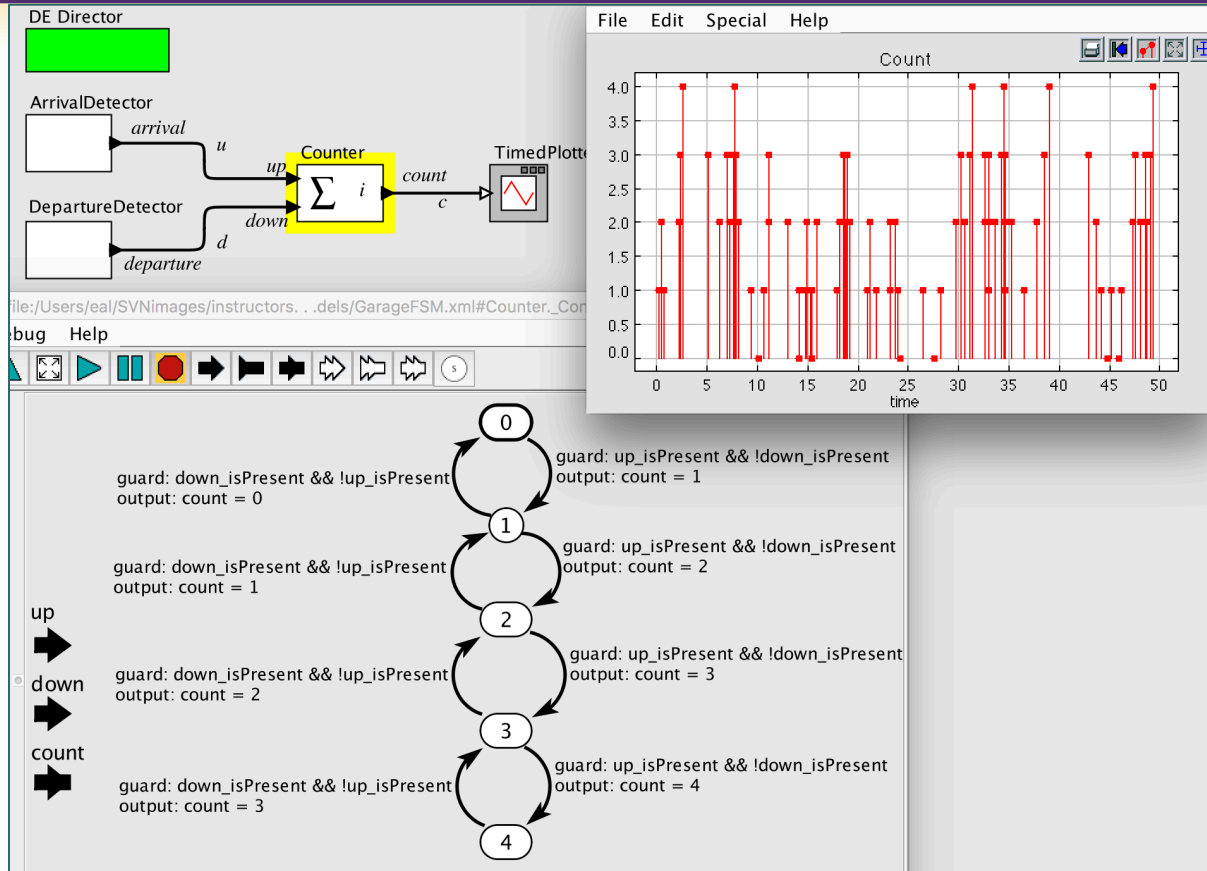 DE Director
ArrivalDetector
arrival
u
up
Counter
Σ i
count
c
TimedPlotte
DepartureDetector
down
d
departure
File Edit Special Help
Count
4.0
3.5
3.0
2.5
2.0
1.5
1.0
0.5
0.0
0 5 10 15 20 25 30 35 40 45 50
time
file:/Users/eal/SVNimages/instructors. . .dels/GarageFSM.xml#Counter._Con
ebug Help
s
0
guard: down_isPresent && !up_isPresent
output: count = 0
guard: up_isPresent && !down_isPresent
output: count = 1
1
guard: down_isPresent && !up_isPresent
output: count = 1
guard: up_isPresent && !down_isPresent
output: count = 2
2
guard: down_isPresent && !up_isPresent
output: count = 2
guard: up_isPresent && !down_isPresent
output: count = 3
3
guard: down_isPresent && !up_isPresent
output: count = 3
guard: up_isPresent && !down_isPresent
output: count = 4
4
up
down
count